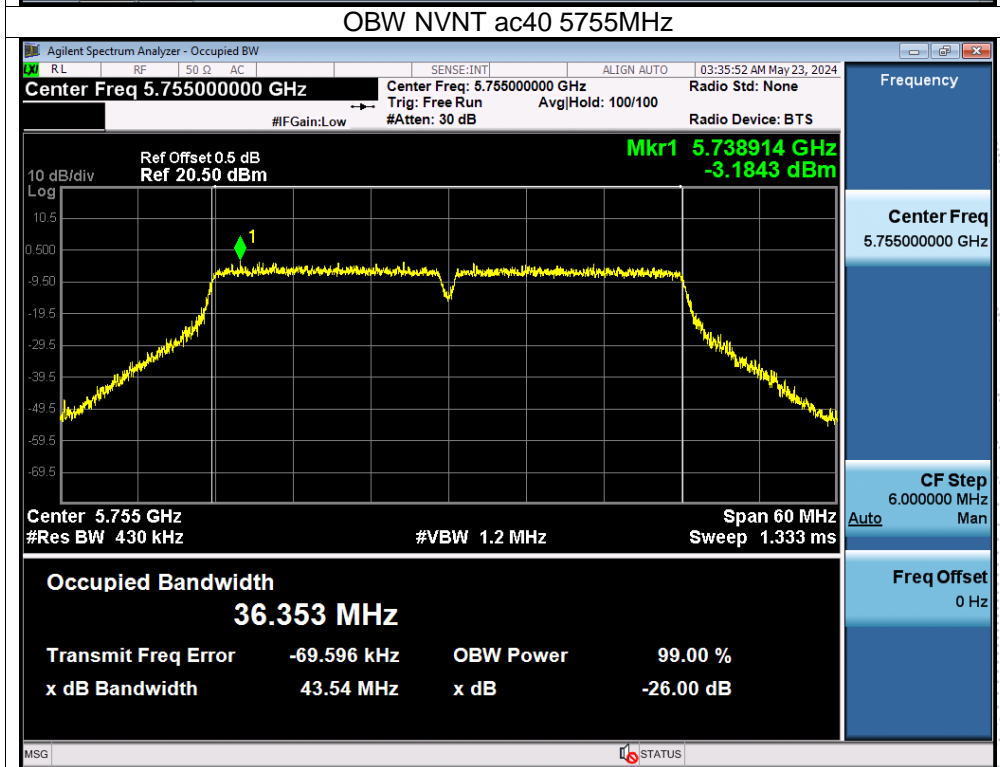 OBW NVNT ac40 5755MHz
Agilent Spectrum Analyzer - Occupied BW
LXI RL RF 50 Ω AC SENSE:INT ALIGN AUTO 03:35:52 AM May 23, 2024
Center Freq 5.755000000 GHz
Center Freq: 5.755000000 GHz Radio Std: None
Trig: Free Run Avg|Hold: 100/100
#IFGain:Low #Atten: 30 dB Radio Device: BTS
Frequency
Mkr1 5.738914 GHz
-3.1843 dBm
Ref Offset 0.5 dB
10 dB/div Ref 20.50 dBm
Log
10.5
0.500
-9.50
-19.5
-29.5
-39.5
-49.5
-59.5
-69.5
1
Center 5.755 GHz Span 60 MHz
#Res BW 430 kHz #VBW 1.2 MHz Sweep 1.333 ms
Center Freq
5.755000000 GHz
CF Step
6.000000 MHz
Auto Man
Freq Offset
0 Hz
Occupied Bandwidth
36.353 MHz
Transmit Freq Error -69.596 kHz OBW Power 99.00 %
x dB Bandwidth 43.54 MHz x dB -26.00 dB
MSG STATUS